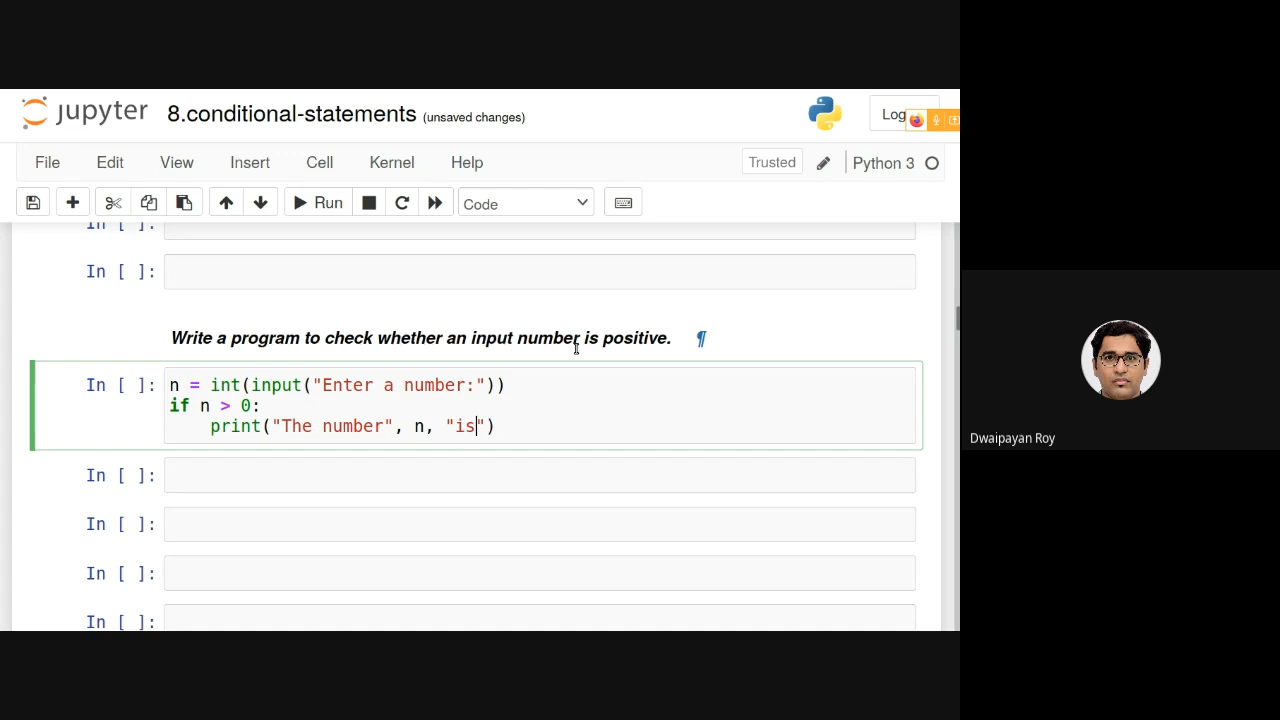 jupyter 8.conditional-statements (unsaved changes) Log
File Edit View Insert Cell Kernel Help Trusted Python 3
Run Code
In [ ]:
In [ ]:
Write a program to check whether an input number is positive. ¶
In [ ]: n = int(input("Enter a number:"))
if n > 0:
    print("The number", n, "is")
Dwaipayan Roy
In [ ]:
In [ ]:
In [ ]:
In [ ]: